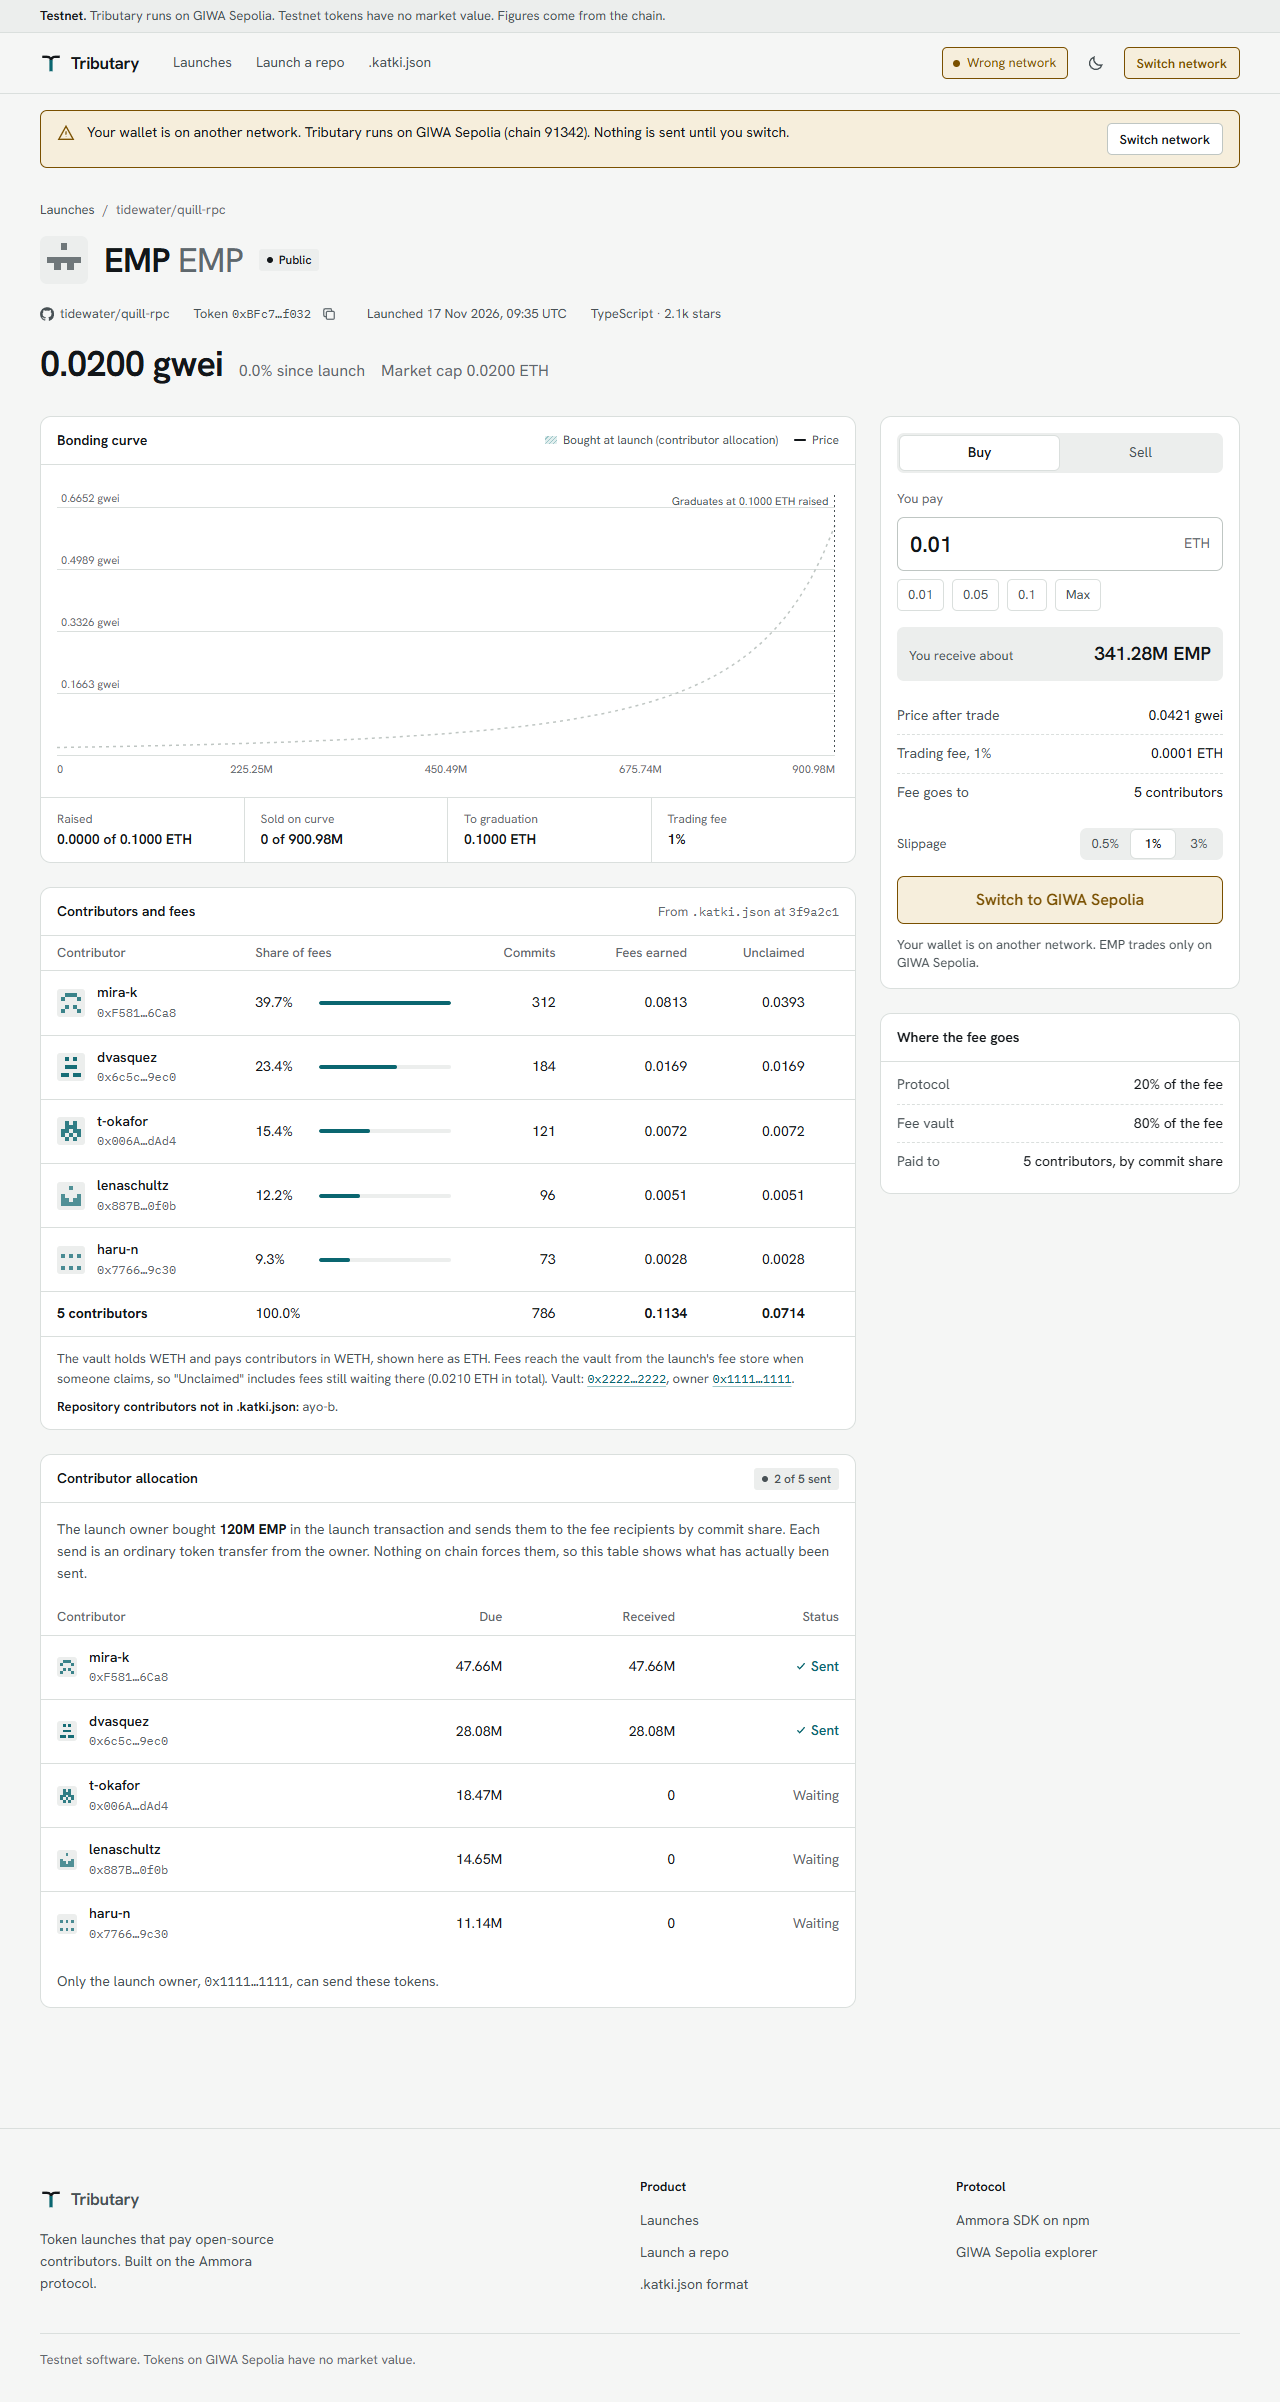 Testnet. Tributary runs on GIWA Sepolia. Testnet tokens have no market value. Figures come from the chain.
Tributary
Launches
Launch a repo
.katki.json
Wrong network
Switch network
Your wallet is on another network. Tributary runs on GIWA Sepolia (chain 91342). Nothing is sent until you switch.
Switch network
Launches / tidewater/quill-rpc
EMP EMP
Public
tidewater/quill-rpc
Token 0xBFc7…f032
Launched 17 Nov 2026, 09:35 UTC
TypeScript · 2.1k stars
0.0200 gwei
0.0% since launch
Market cap 0.0200 ETH
Bonding curve
Bought at launch (contributor allocation)
Price
0.6652 gwei
Graduates at 0.1000 ETH raised
0.4989 gwei
0.3326 gwei
0.1663 gwei
0
225.25M
450.49M
675.74M
900.98M
Raised
0.0000 of 0.1000 ETH
Sold on curve
0 of 900.98M
To graduation
0.1000 ETH
Trading fee
1%
Buy
Sell
You pay
0.01
ETH
0.01
0.05
0.1
Max
You receive about
341.28M EMP
Price after trade
0.0421 gwei
Trading fee, 1%
0.0001 ETH
Fee goes to
5 contributors
Slippage
0.5%
1%
3%
Switch to GIWA Sepolia
Your wallet is on another network. EMP trades only on
GIWA Sepolia.
Where the fee goes
Protocol
20% of the fee
Fee vault
80% of the fee
Paid to
5 contributors, by commit share
Contributors and fees
From .katki.json at 3f9a2c1
Contributor
Share of fees
Commits
Fees earned
Unclaimed
mira-k
0xF581…6Ca8
39.7%
312
0.0813
0.0393
dvasquez
0x6c5c…9ec0
23.4%
184
0.0169
0.0169
t-okafor
0x006A…dAd4
15.4%
121
0.0072
0.0072
lenaschultz
0x887B…0f0b
12.2%
96
0.0051
0.0051
haru-n
0x7766…9c30
9.3%
73
0.0028
0.0028
5 contributors
100.0%
786
0.1134
0.0714
The vault holds WETH and pays contributors in WETH, shown here as ETH. Fees reach the vault from the launch's fee store when
someone claims, so "Unclaimed" includes fees still waiting there (0.0210 ETH in total). Vault: 0x2222…2222, owner 0x1111…1111.
Repository contributors not in .katki.json: ayo-b.
Contributor allocation
2 of 5 sent
The launch owner bought 120M EMP in the launch transaction and sends them to the fee recipients by commit share. Each
send is an ordinary token transfer from the owner. Nothing on chain forces them, so this table shows what has actually been
sent.
Contributor
Due
Received
Status
mira-k
0xF581…6Ca8
47.66M
47.66M
Sent
dvasquez
0x6c5c…9ec0
28.08M
28.08M
Sent
t-okafor
0x006A…dAd4
18.47M
0
Waiting
lenaschultz
0x887B…0f0b
14.65M
0
Waiting
haru-n
0x7766…9c30
11.14M
0
Waiting
Only the launch owner, 0x1111…1111, can send these tokens.
Tributary
Token launches that pay open-source
contributors. Built on the Ammora
protocol.
Product
Launches
Launch a repo
.katki.json format
Protocol
Ammora SDK on npm
GIWA Sepolia explorer
Testnet software. Tokens on GIWA Sepolia have no market value.